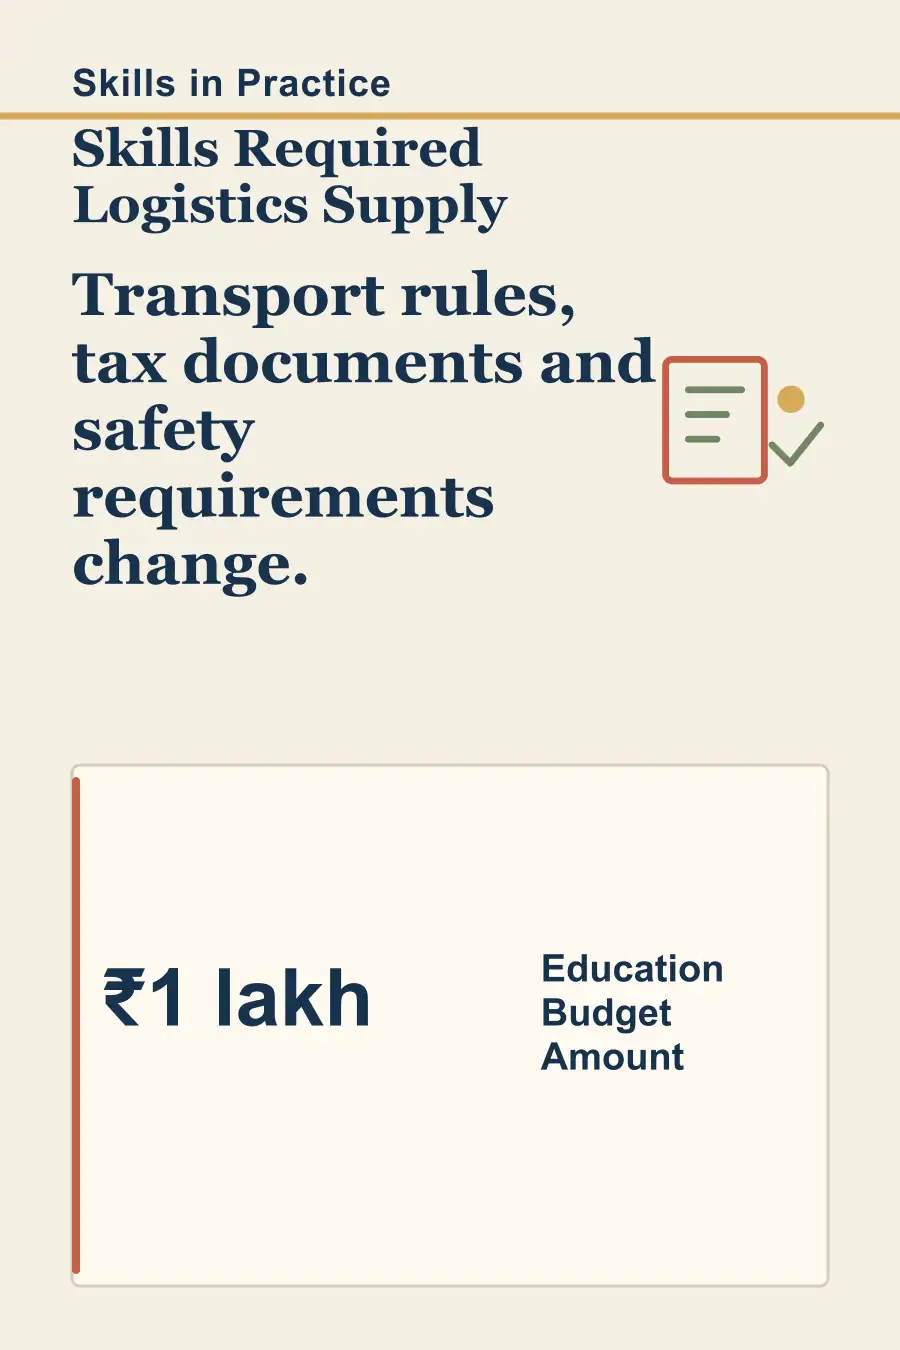 Skills in Practice
Skills Required
Logistics Supply
Transport rules,
tax documents and
safety
requirements
change.
₹1 lakh
Education
Budget
Amount